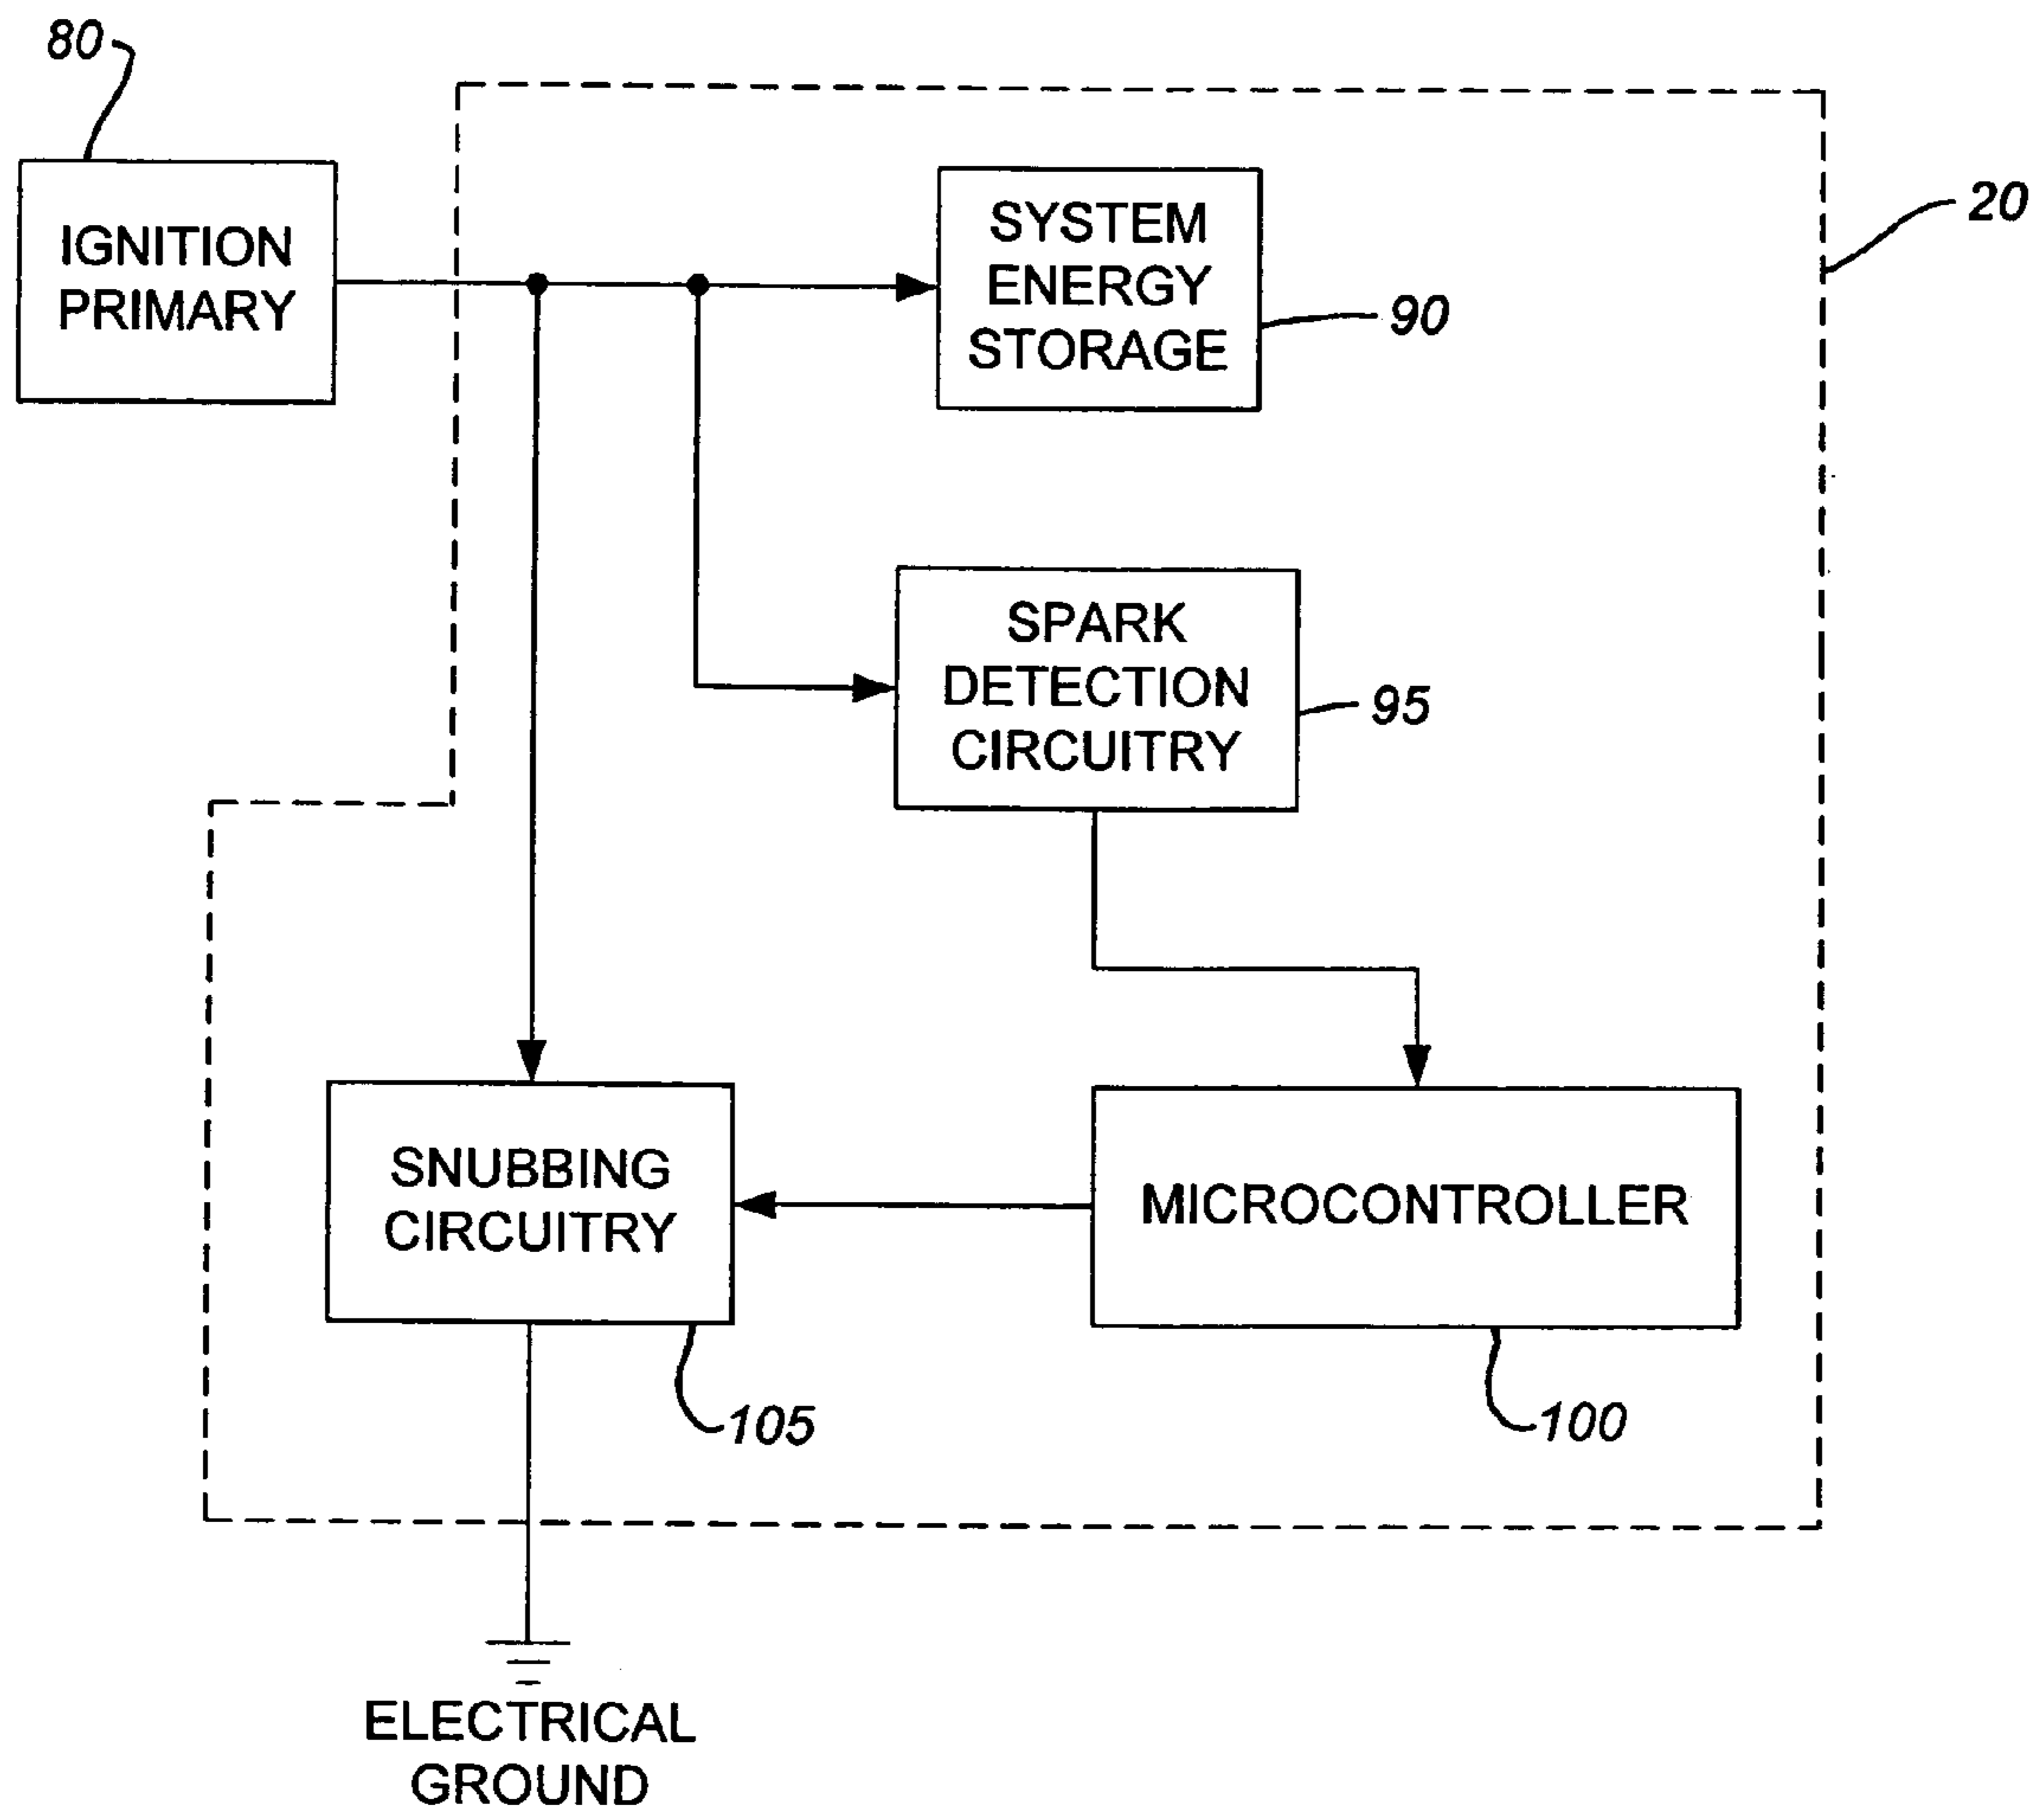 80
IGNITION
PRIMARY
SYSTEM
ENERGY
STORAGE
20
90
SPARK
DETECTION
CIRCUITRY
95
SNUBBING
CIRCUITRY
MICROCONTROLLER
105
100
ELECTRICAL
GROUND